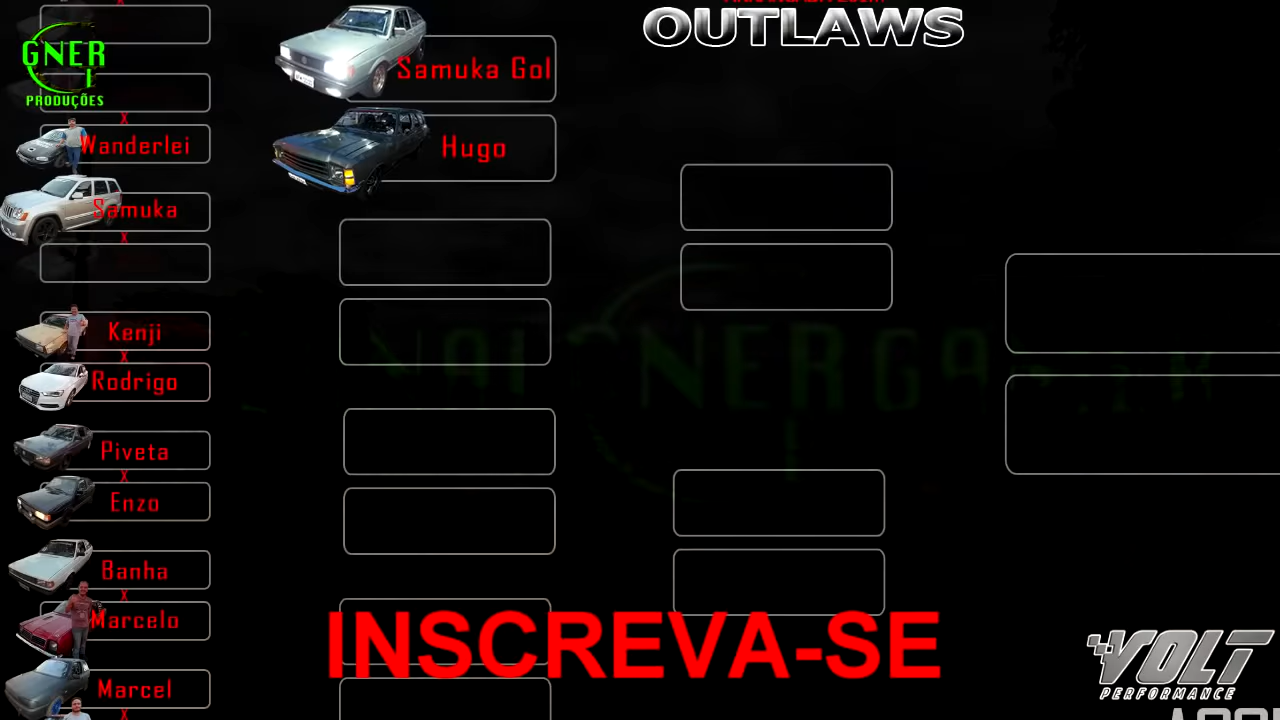 OUTLAWS
GNER
PRODUÇÕES
Samuka Gol
Hugo
X
Wanderlei
Samuka
X
Kenji
X
Rodrigo
Piveta
X
Enzo
Banha
X
Marcelo
Marcel
X
INSCREVA-SE
VOLT
PERFORMANCE